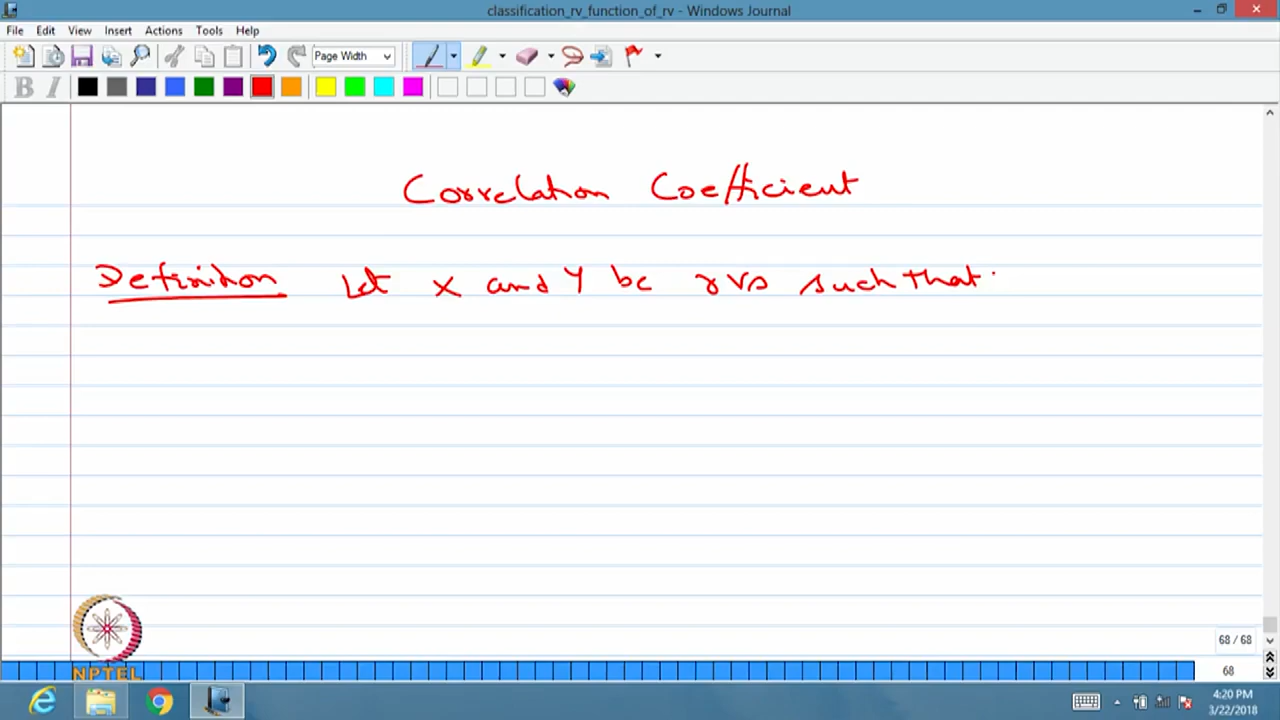 classification_rv_function_of_rv - Windows Journal
File Edit View Insert Actions Tools Help
Page Width
B I
Correlation Coefficient
Definition Let X and Y be rvs such that
68 / 68
NPTEL
68
4:20 PM
3/22/2018